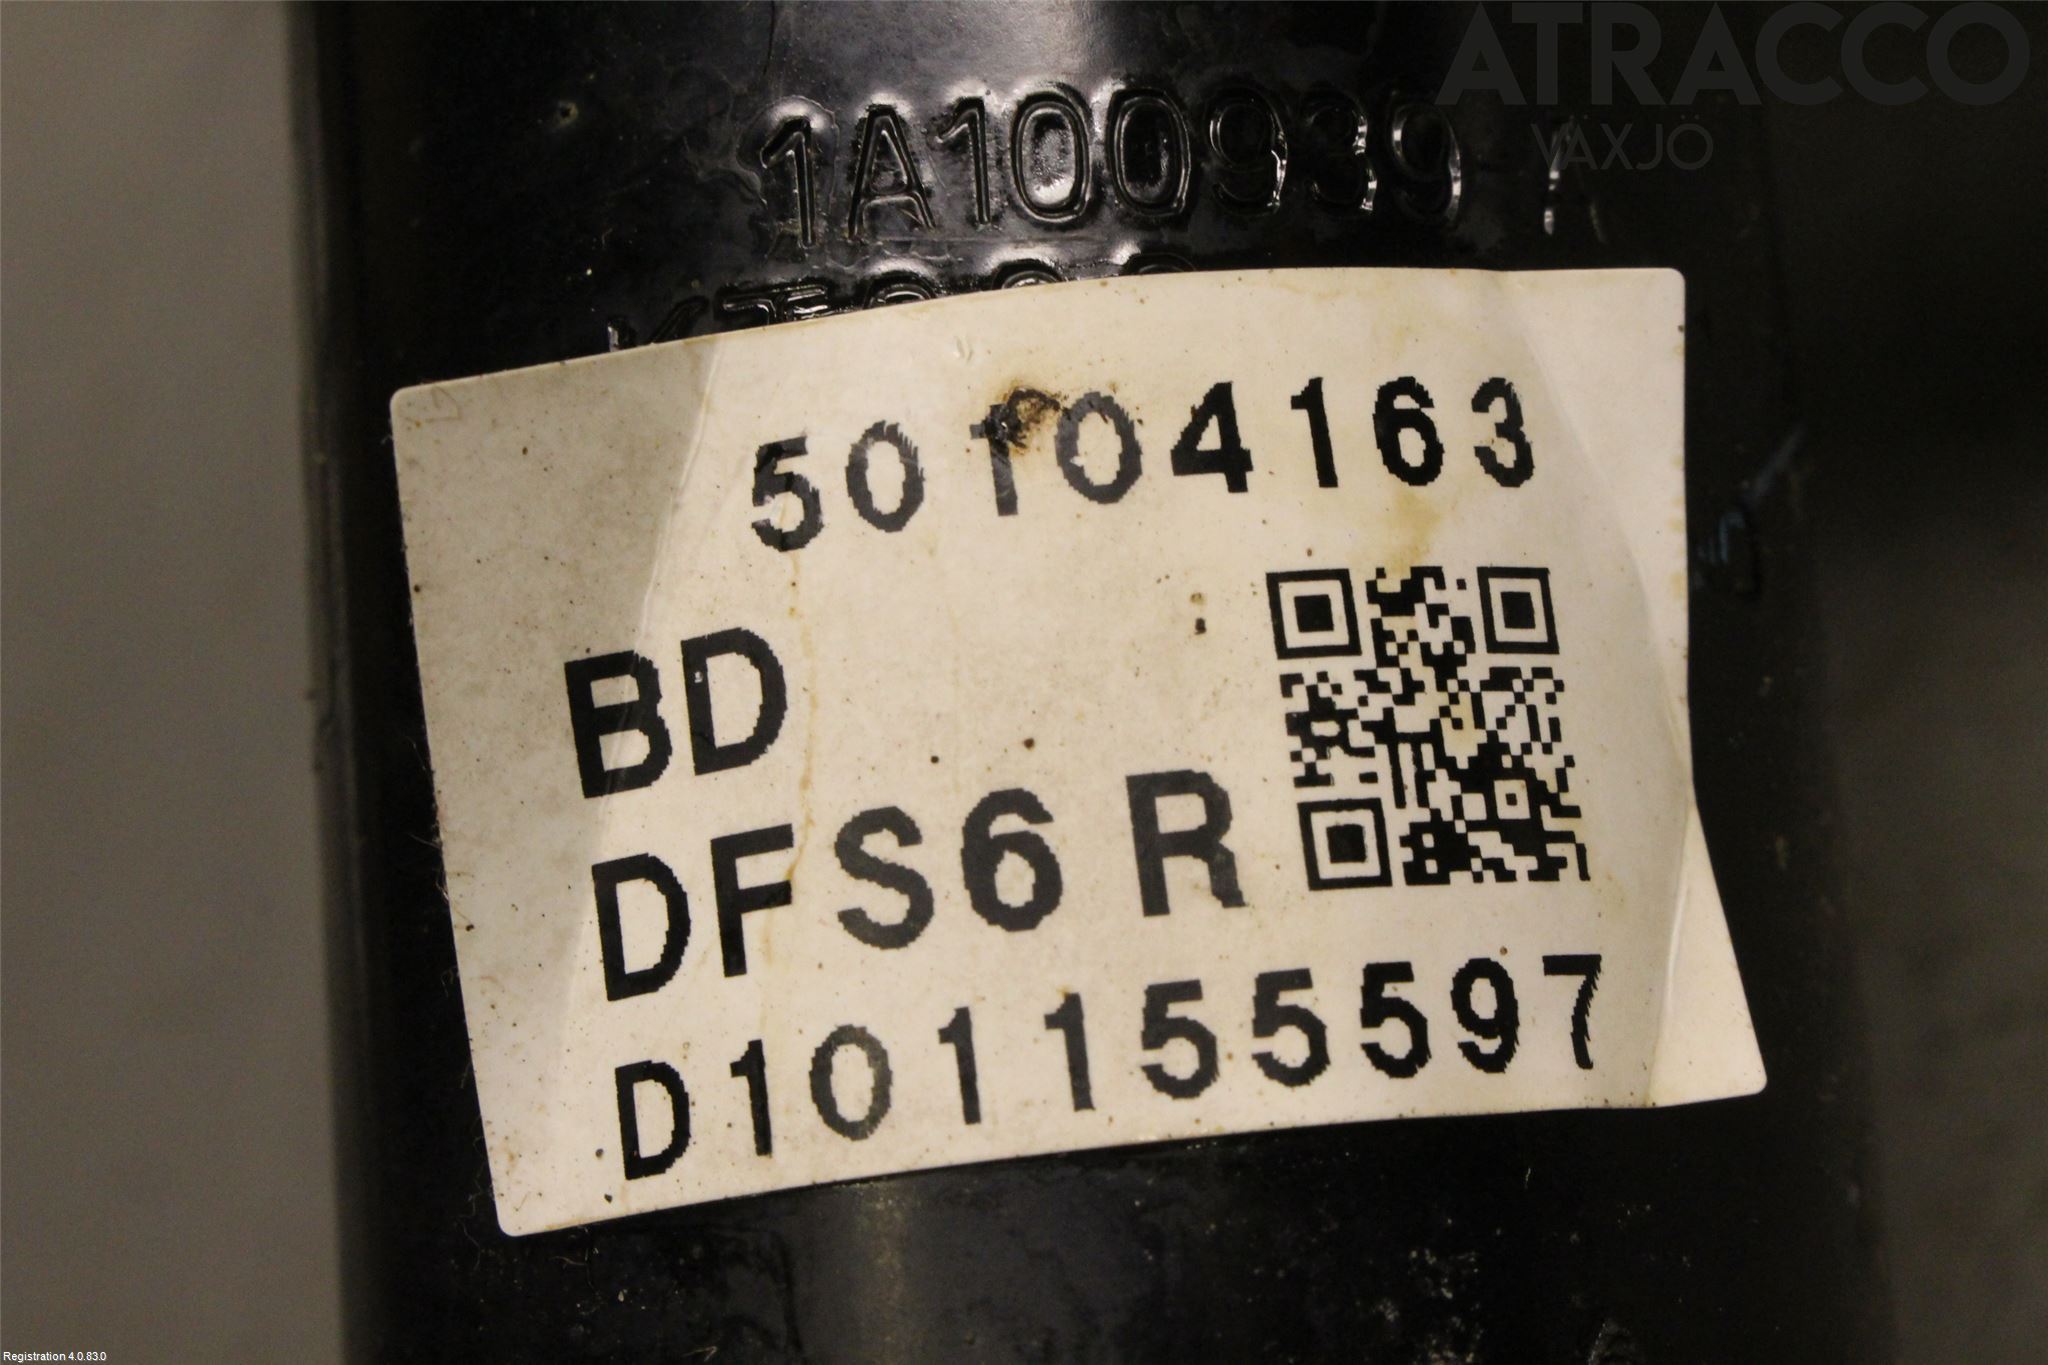 ATRACCO
VÄXJÖ
1A100939 A
50104163
BD
DFS6 R
D101155597
Registration 4.0.83.0